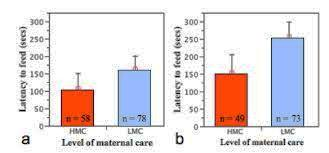 Latency to feed (secs)
300
250
200
150
100
50
0
n = 58
n = 78
HMC
LMC
Level of maternal care
a
Latency to feed (secs)
300
250
200
150
100
50
0
n = 49
n = 73
HMC
LMC
Level of maternal care
b